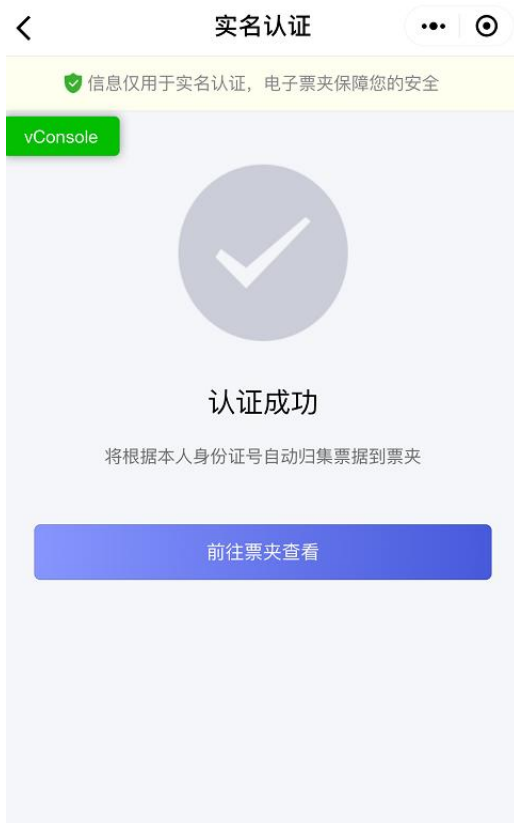 实名认证
信息仅用于实名认证，电子票夹保障您的安全
vConsole
认证成功
将根据本人身份证号自动归集票据到票夹
前往票夹查看